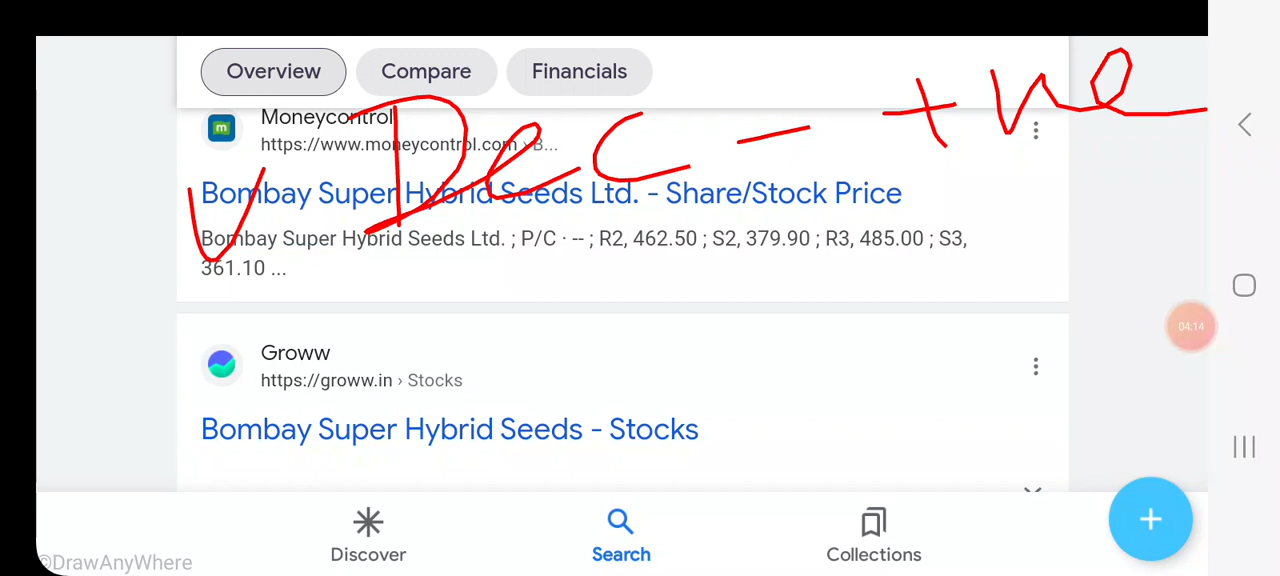 Overview Compare Financials
Moneycontrol
https://www.moneycontrol.com › B...
Dec - +ve
Bombay Super Hybrid Seeds Ltd. - Share/Stock Price
Bombay Super Hybrid Seeds Ltd. ; P/C · -- ; R2, 462.50 ; S2, 379.90 ; R3, 485.00 ; S3,
361.10 ...
04:14
Groww
https://groww.in › Stocks
Bombay Super Hybrid Seeds - Stocks
Discover Search Collections
©DrawAnyWhere